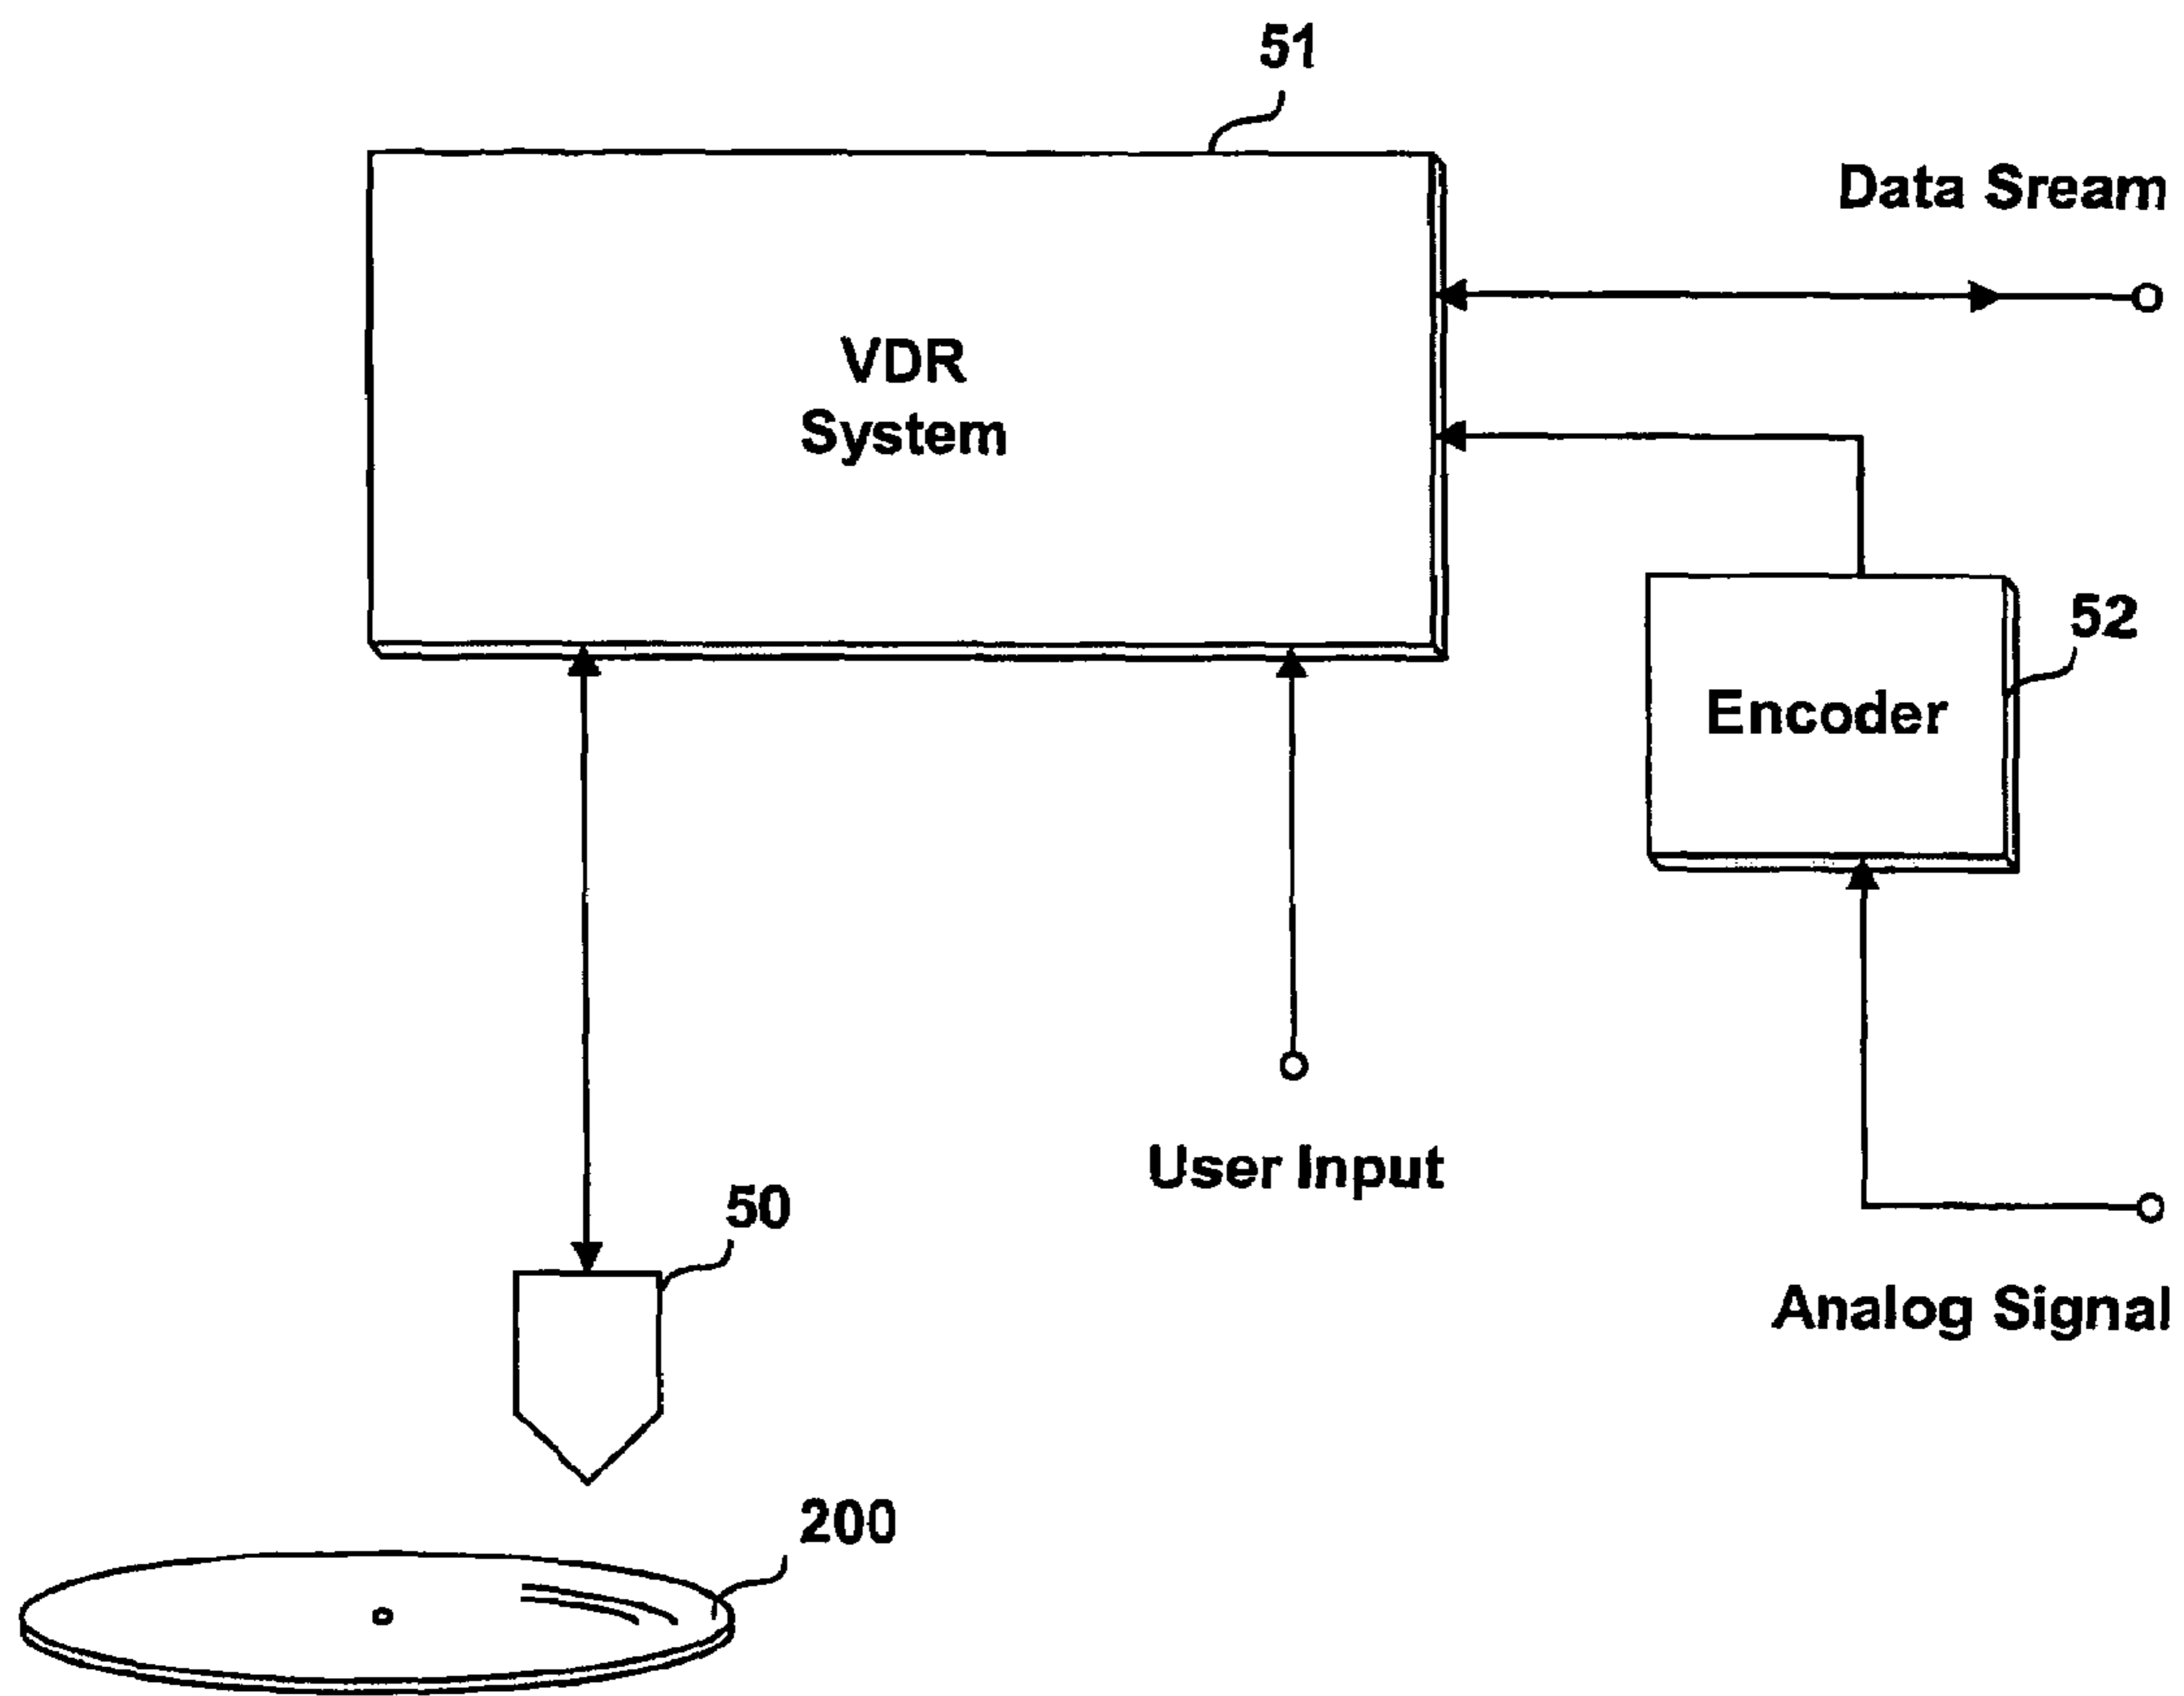 51
Data Sream
VDR
System
52
Encoder
User Input
50
Analog Signal
200